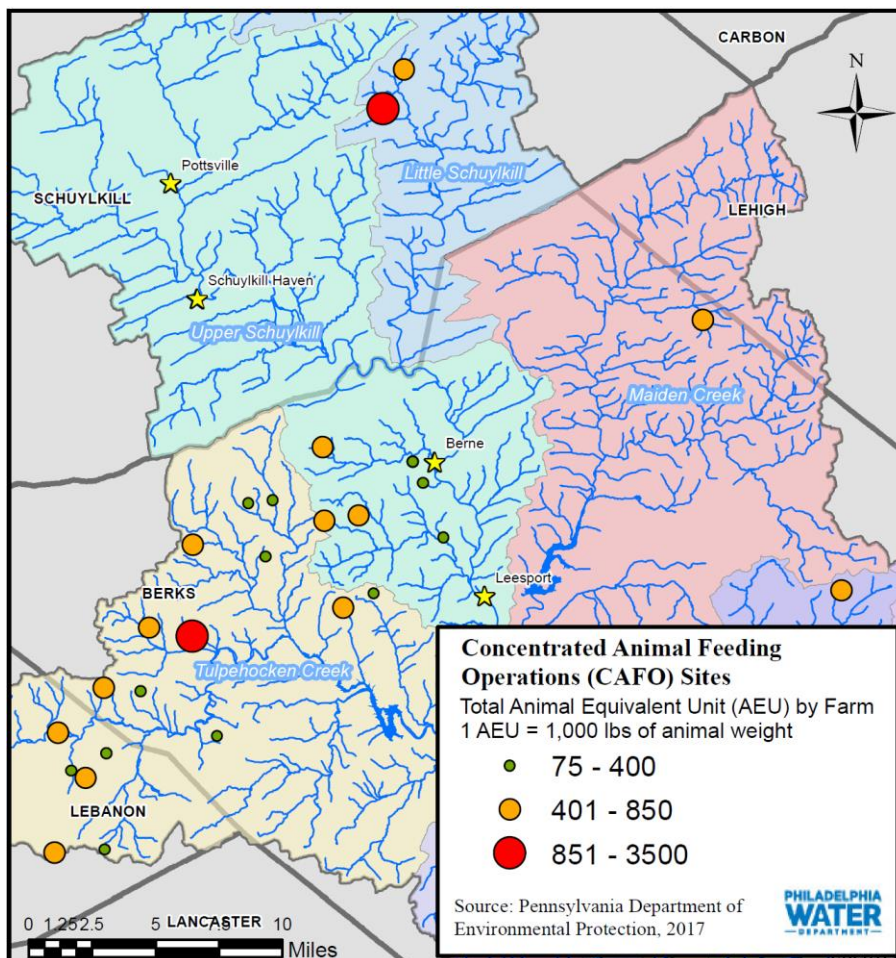 CARBON
N
Little Schuylkill
Pottsville
SCHUYLKILL
LEHIGH
Schuylkill Haven
Upper Schuylkill
Maiden Creek
Berne
Leesport
BERKS
Tulpehocken Creek
LEBANON
LANCASTER
0 1.25 2.5 5 7.5 10
Miles
Concentrated Animal Feeding
Operations (CAFO) Sites
Total Animal Equivalent Unit (AEU) by Farm
1 AEU = 1,000 lbs of animal weight
75 - 400
401 - 850
851 - 3500
Source: Pennsylvania Department of
Environmental Protection, 2017
PHILADELPHIA
WATER
DEPARTMENT